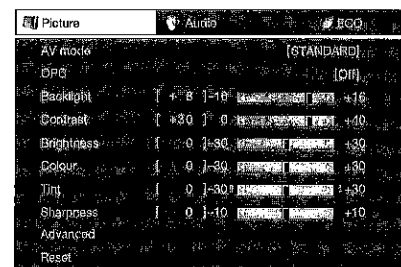 Picture Audio ECO
AV mode [STANDARD]
OPC [Off]
Backlight [ + 8 ] -16 +16
Contrast [ +30 ] 0 +40
Brightness [ 0 ] -30 +30
Colour [ 0 ] -30 +30
Tint [ 0 ] -30 +30
Sharpness [ 0 ] -10 +10
Advanced
Reset